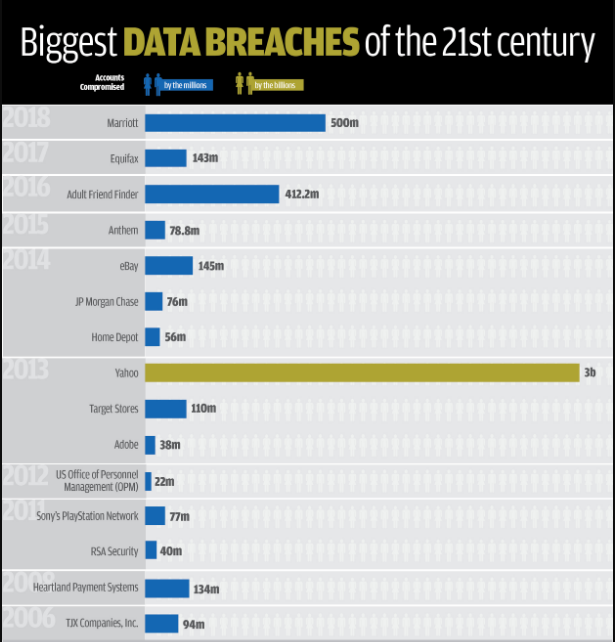 Biggest DATA BREACHES of the 21st century
Accounts
Compromised
by the millions
by the billions
2018
Marriott 500m
2017
Equifax 143m
2016
Adult Friend Finder 412.2m
2015
Anthem 78.8m
2014
eBay 145m
JP Morgan Chase 76m
Home Depot 56m
2013
Yahoo 3b
Target Stores 110m
Adobe 38m
2012
US Office of Personnel
Management (OPM) 22m
2011
Sony's PlayStation Network 77m
RSA Security 40m
2008
Heartland Payment Systems 134m
2006
TJX Companies, Inc. 94m